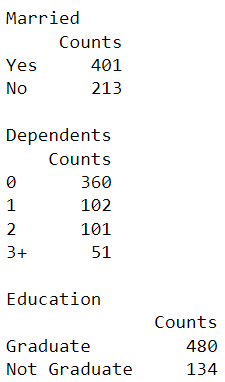 Married
Counts
Yes 401
No 213
Dependents
Counts
0 360
1 102
2 101
3+ 51
Education
Counts
Graduate 480
Not Graduate 134